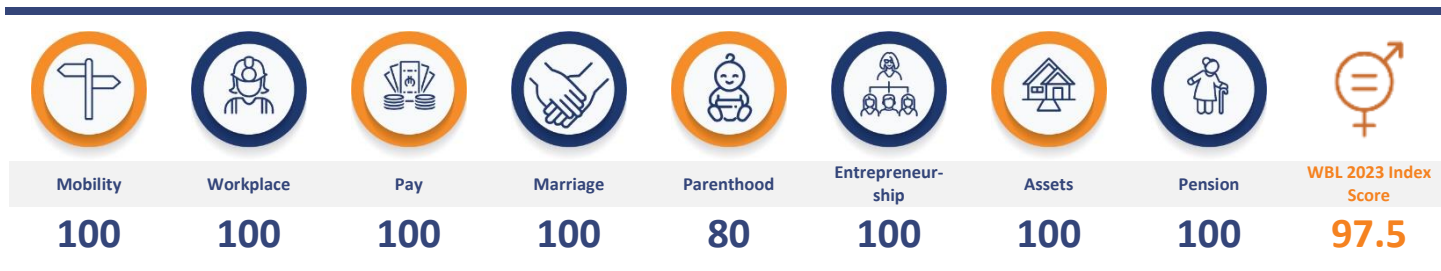 Mobility
Workplace
Pay
Marriage
Parenthood
Entrepreneur-
ship
Assets
Pension
WBL 2023 Index
Score
100
100
100
100
80
100
100
100
97.5